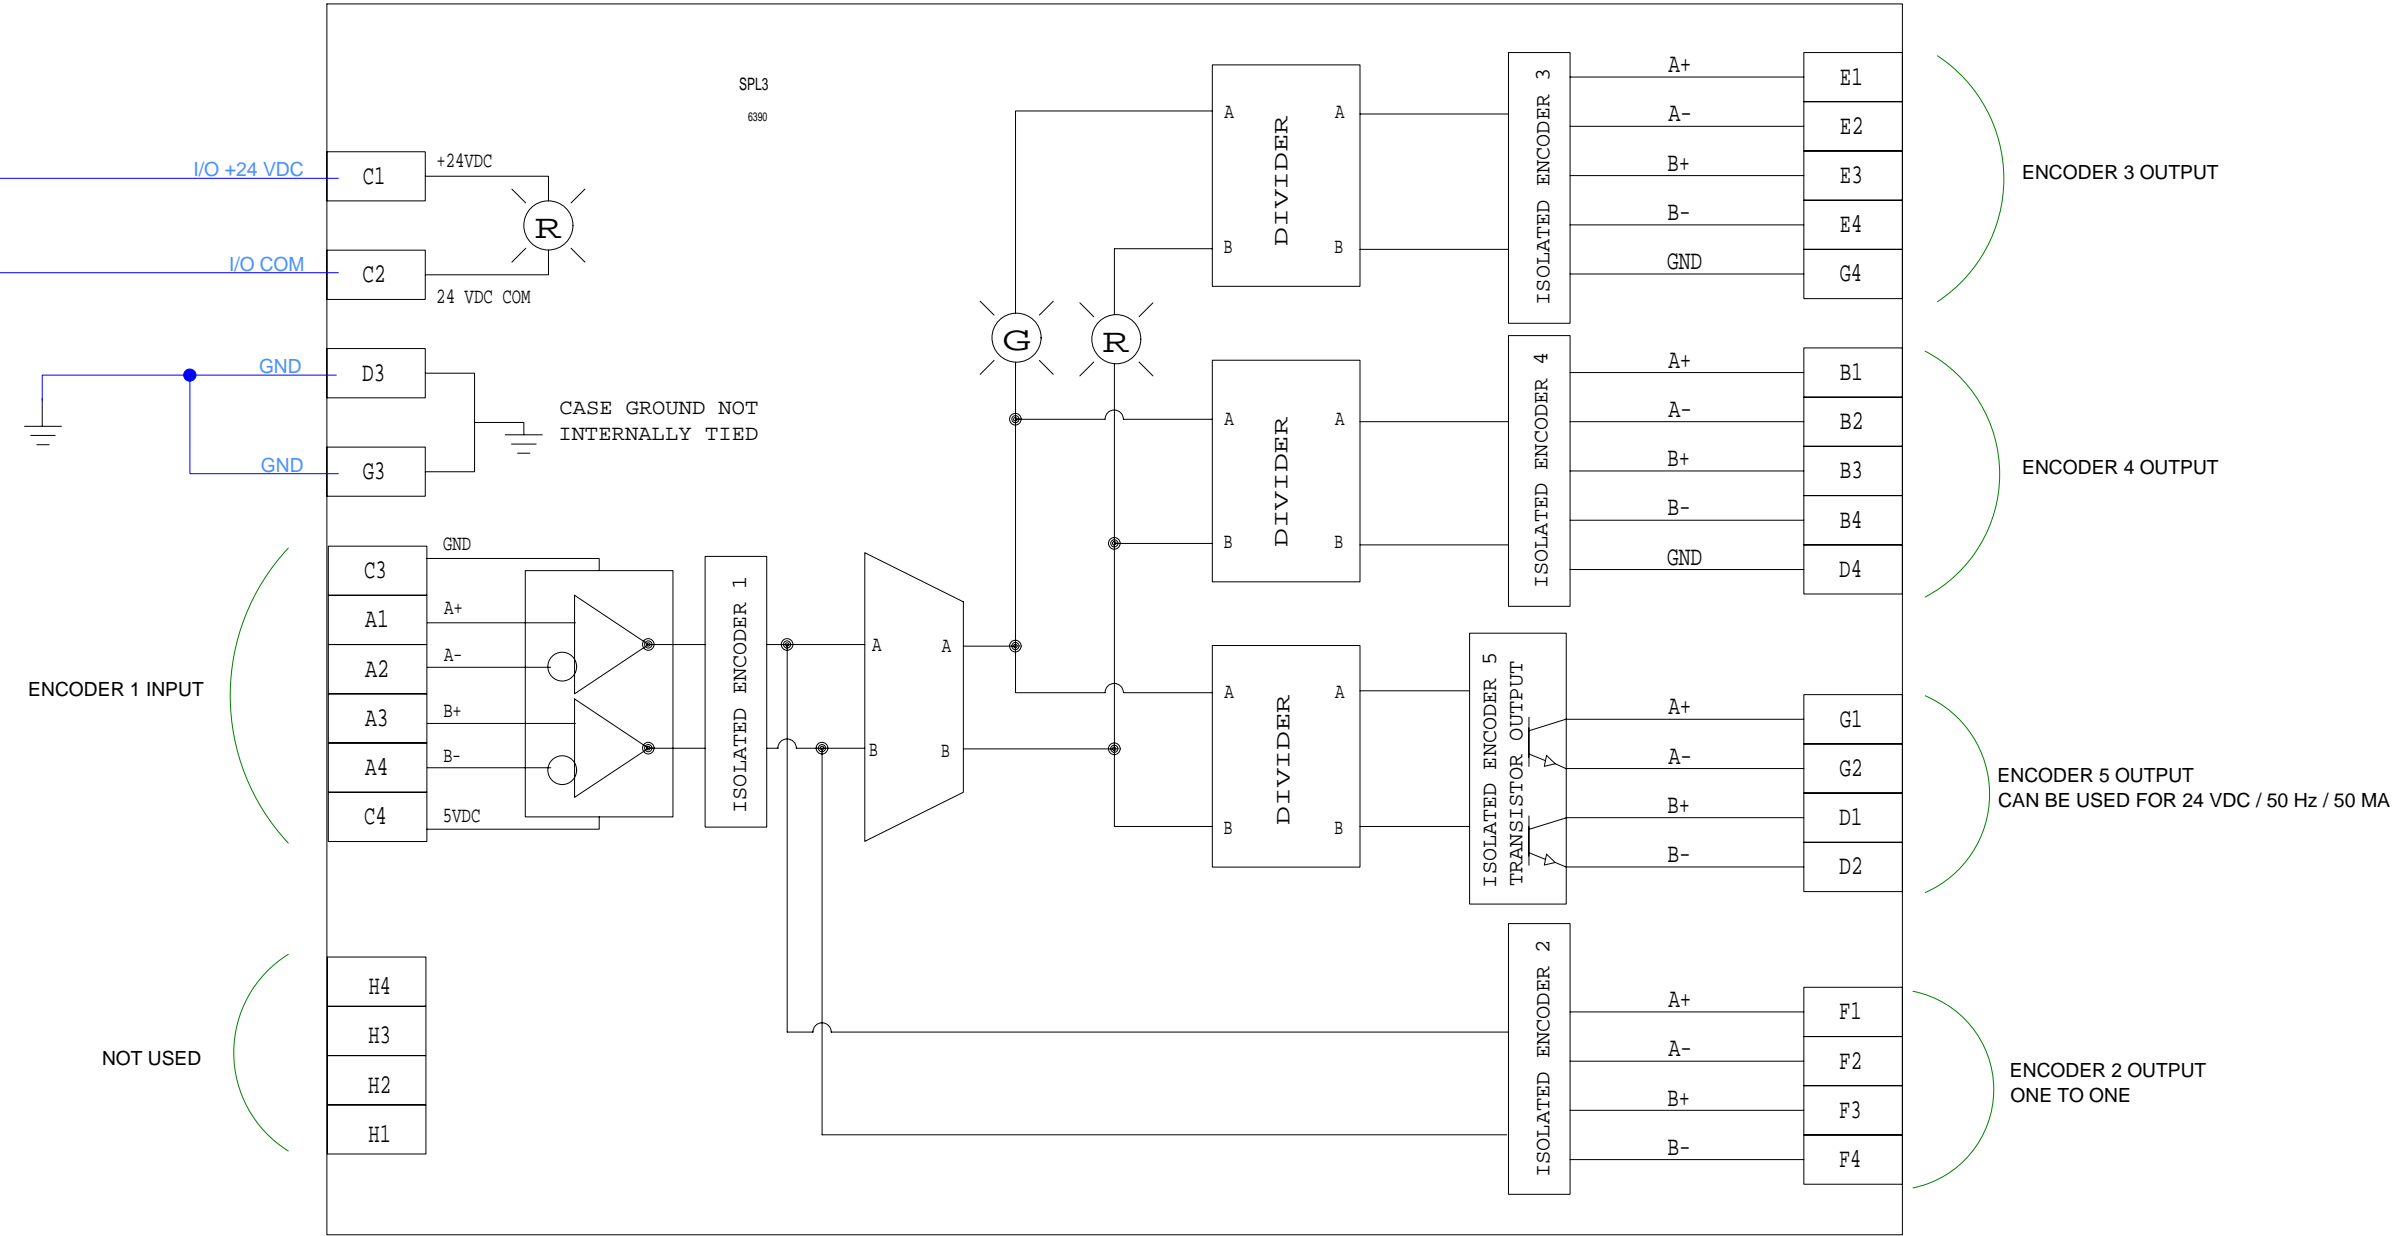 SPL3
6390
I/O +24 VDC
C1
+24VDC
R
I/O COM
C2
24 VDC COM
GND
D3
CASE GROUND NOT
INTERNALLY TIED
GND
G3
ENCODER 1 INPUT
C3
GND
A1
A+
A2
A-
A3
B+
A4
B-
C4
5VDC
ISOLATED ENCODER 1
A
A
B
B
NOT USED
H4
H3
H2
H1
G
R
A
A
B
B
DIVIDER
ISOLATED ENCODER 3
A+
E1
A-
E2
B+
E3
B-
E4
GND
G4
ENCODER 3 OUTPUT
A
A
B
B
DIVIDER
ISOLATED ENCODER 4
A+
B1
A-
B2
B+
B3
B-
B4
GND
D4
ENCODER 4 OUTPUT
A
A
B
B
DIVIDER
ISOLATED ENCODER 5
TRANSISTOR OUTPUT
A+
G1
A-
G2
B+
D1
B-
D2
ENCODER 5 OUTPUT
CAN BE USED FOR 24 VDC / 50 Hz / 50 MA
ISOLATED ENCODER 2
A+
F1
A-
F2
B+
F3
B-
F4
ENCODER 2 OUTPUT
ONE TO ONE